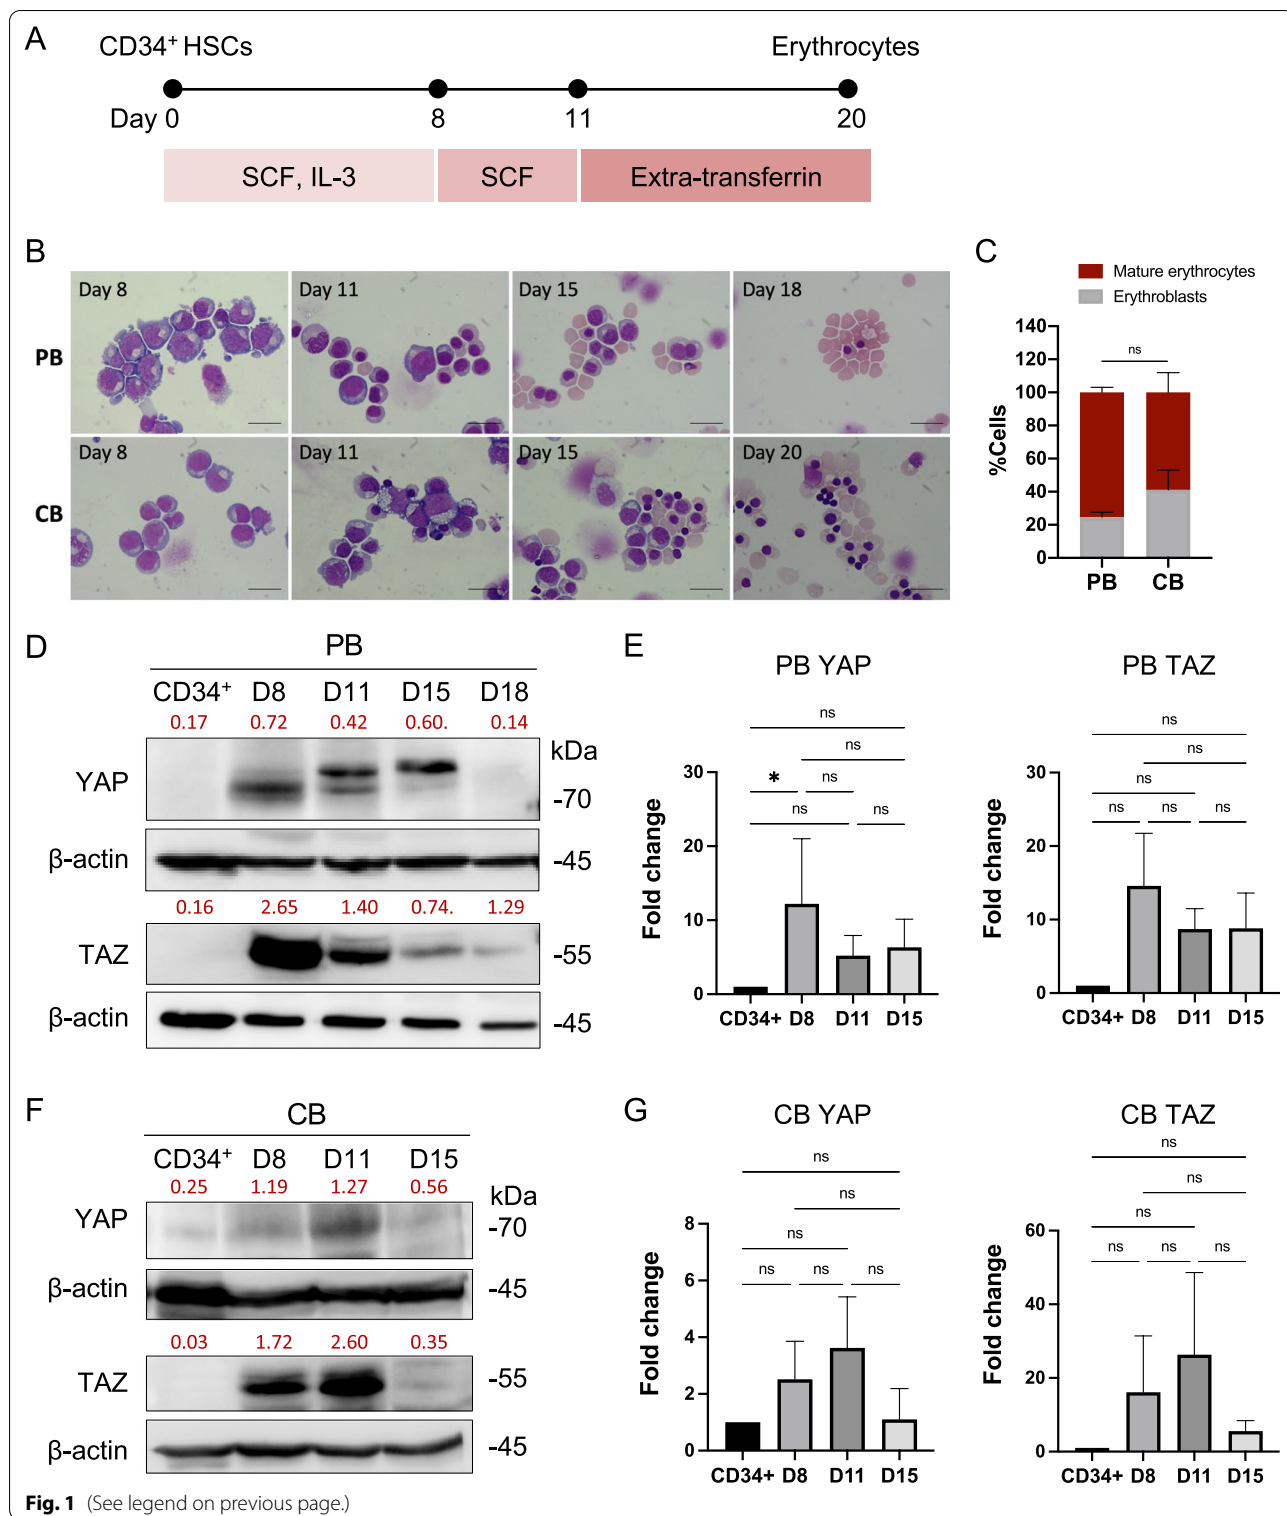 A
CD34+ HSCs
Erythrocytes
Day 0
8
11
20
SCF, IL-3
SCF
Extra-transferrin
B
Day 8
Day 11
Day 15
Day 18
PB
Day 8
Day 11
Day 15
Day 20
CB
C
Mature erythrocytes
Erythroblasts
140
120
100
80
60
40
20
0
%Cells
ns
PB
CB
D
PB
CD34+ D8 D11 D15 D18
0.17 0.72 0.42 0.60. 0.14
kDa
YAP
-70
β-actin
-45
0.16 2.65 1.40 0.74. 1.29
TAZ
-55
β-actin
-45
E
PB YAP
ns
ns
* ns
ns ns
30
20
10
0
Fold change
CD34+ D8 D11 D15
PB TAZ
ns
ns
ns
ns ns ns
30
20
10
0
Fold change
CD34+ D8 D11 D15
F
CB
CD34+ D8 D11 D15
0.25 1.19 1.27 0.56
kDa
YAP
-70
β-actin
-45
0.03 1.72 2.60 0.35
TAZ
-55
β-actin
-45
G
CB YAP
ns
ns
ns
ns ns ns
8
6
4
2
0
Fold change
CD34+ D8 D11 D15
CB TAZ
ns
ns
ns
ns ns ns
60
40
20
0
Fold change
CD34+ D8 D11 D15
Fig. 1 (See legend on previous page.)